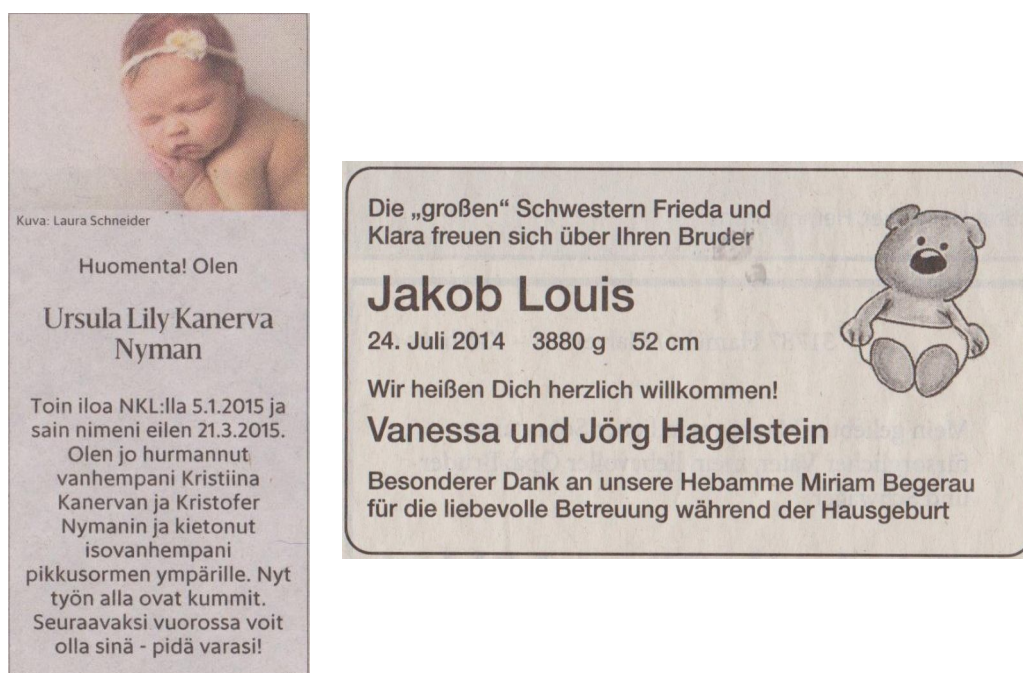 Kuva: Laura Schneider
Huomenta! Olen
Ursula Lily Kanerva
Nyman
Toin iloa NKL:lla 5.1.2015 ja
sain nimeni eilen 21.3.2015.
Olen jo hurmannut
vanhempani Kristiina
Kanervan ja Kristofer
Nymanin ja kietonut
isovanhempani
pikkusormen ympärille. Nyt
työn alla ovat kummit.
Seuraavaksi vuorossa voit
olla sinä - pidä varasi!
Die „großen“ Schwestern Frieda und
Klara freuen sich über Ihren Bruder
Jakob Louis
24. Juli 2014 3880 g 52 cm
Wir heißen Dich herzlich willkommen!
Vanessa und Jörg Hagelstein
Besonderer Dank an unsere Hebamme Miriam Begerau
für die liebevolle Betreuung während der Hausgeburt